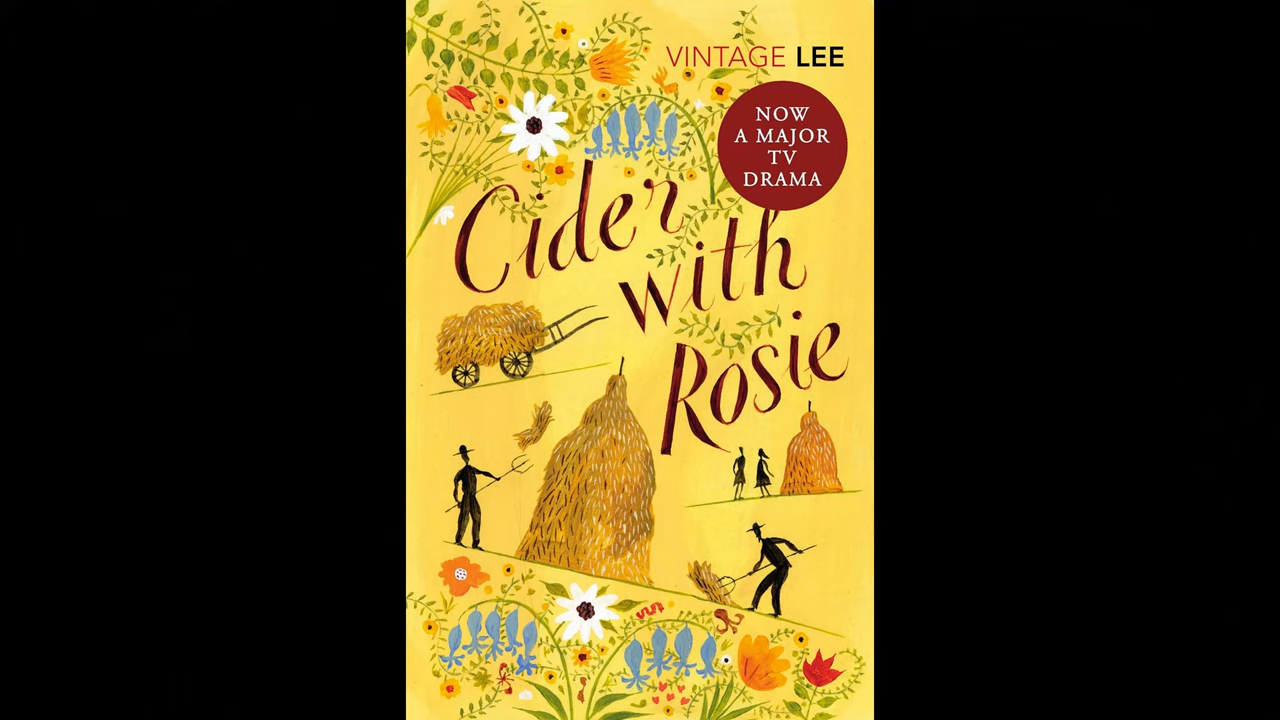 VINTAGE LEE
NOW
A MAJOR
TV
DRAMA
Cider
with
Rosie